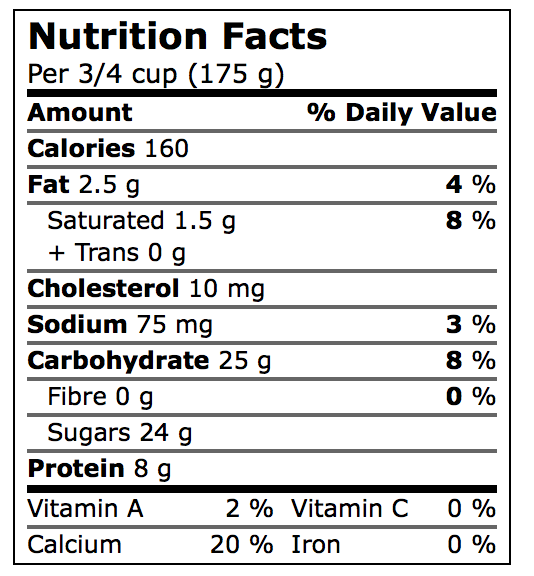 Nutrition Facts
Per 3/4 cup (175 g)
Amount % Daily Value
Calories 160
Fat 2.5 g 4 %
Saturated 1.5 g 8 %
+ Trans 0 g
Cholesterol 10 mg
Sodium 75 mg 3 %
Carbohydrate 25 g 8 %
Fibre 0 g 0 %
Sugars 24 g
Protein 8 g
Vitamin A 2 % Vitamin C 0 %
Calcium 20 % Iron 0 %